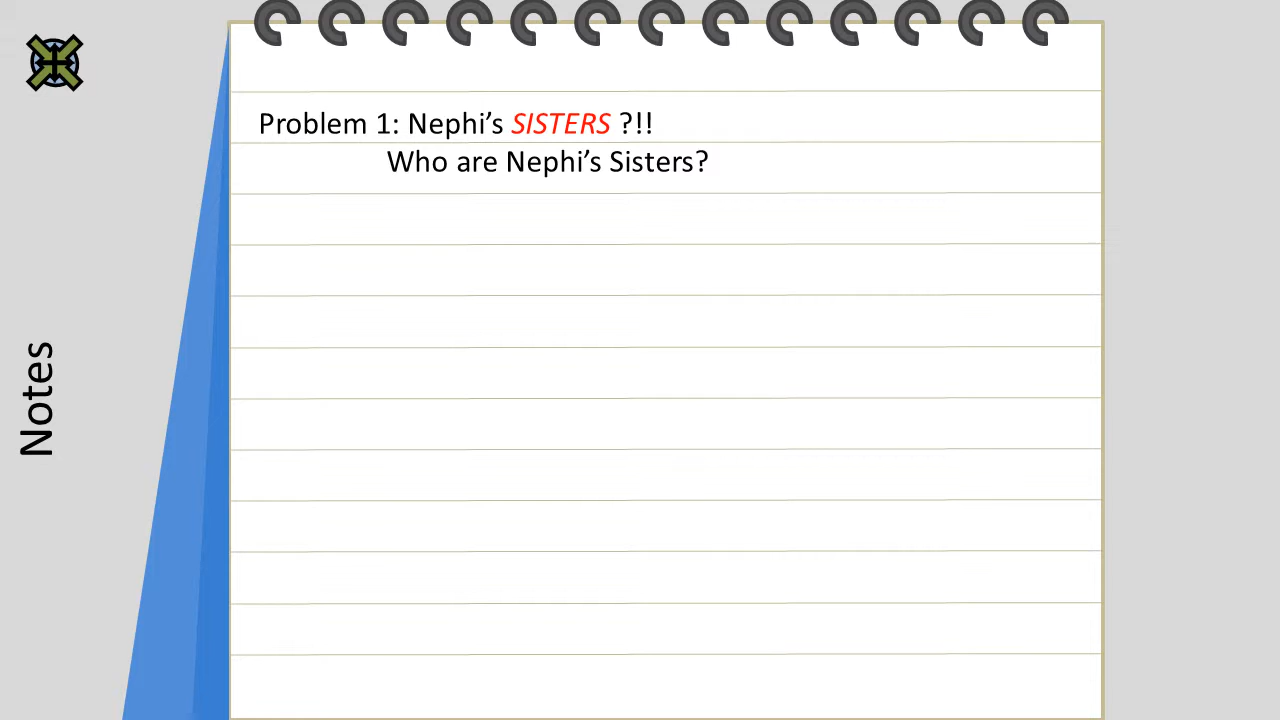 Problem 1: Nephi’s SISTERS ?!!
Who are Nephi’s Sisters?
Notes